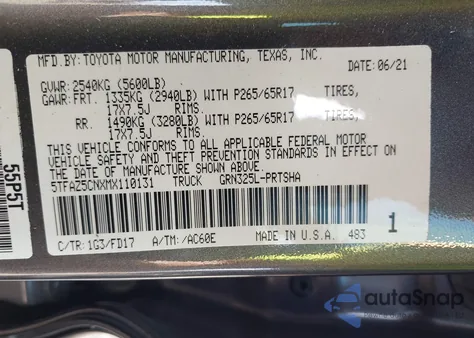 MFD.BY: TOYOTA MOTOR MANUFACTURING, TEXAS, INC.
DATE: 06/21
GVWR: 2540KG (5600LB)
GAWR: FRT. 1335KG (2940LB) WITH P265/65R17 TIRES,
17X7.5J RIMS.
RR. 1490KG (3280LB) WITH P265/65R17 TIRES,
17X7.5J RIMS.
THIS VEHICLE CONFORMS TO ALL APPLICABLE FEDERAL MOTOR
VEHICLE SAFETY AND THEFT PREVENTION STANDARDS IN EFFECT
ON THE DATE OF MANUFACTURE SHOWN ABOVE.
5TFAZ5CNXMX110131 TRUCK GRN325L-PRTSHA
1
C/TR: 1G3/FD17 A/TM: /AC60E MADE IN U.S.A. 483
55P5T
autoSnap